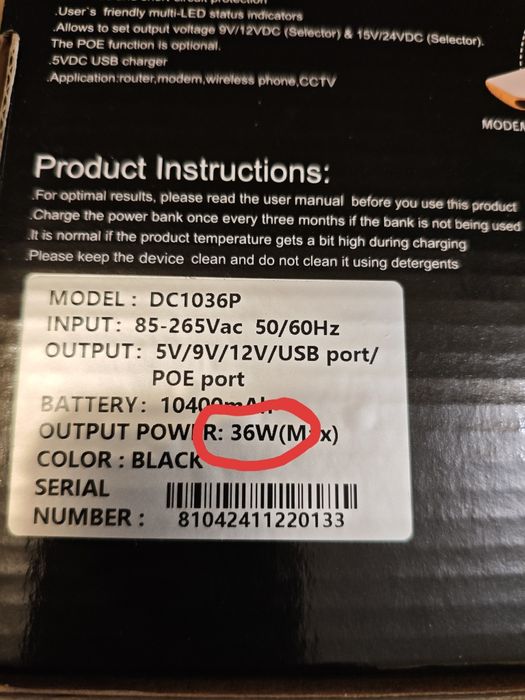 .User's friendly multi-LED status indicators
.Allows to set output voltage 9V/12VDC (Selector) & 15V/24VDC (Selector).
The POE function is optional.
.5VDC USB charger
.Application:router,modem,wireless phone,CCTV
MODEM
Product Instructions:
.For optimal results, please read the user manual before you use this product
.Charge the power bank once every three months if the bank is not being used
.It is normal if the product temperature gets a bit high during charging
.Please keep the device clean and do not clean it using detergents
MODEL : DC1036P
INPUT: 85-265Vac 50/60Hz
OUTPUT: 5V/9V/12V/USB port/
POE port
BATTERY: 10400mAh
OUTPUT POWER: 36W(Max)
COLOR : BLACK
SERIAL
NUMBER : 81042411220133